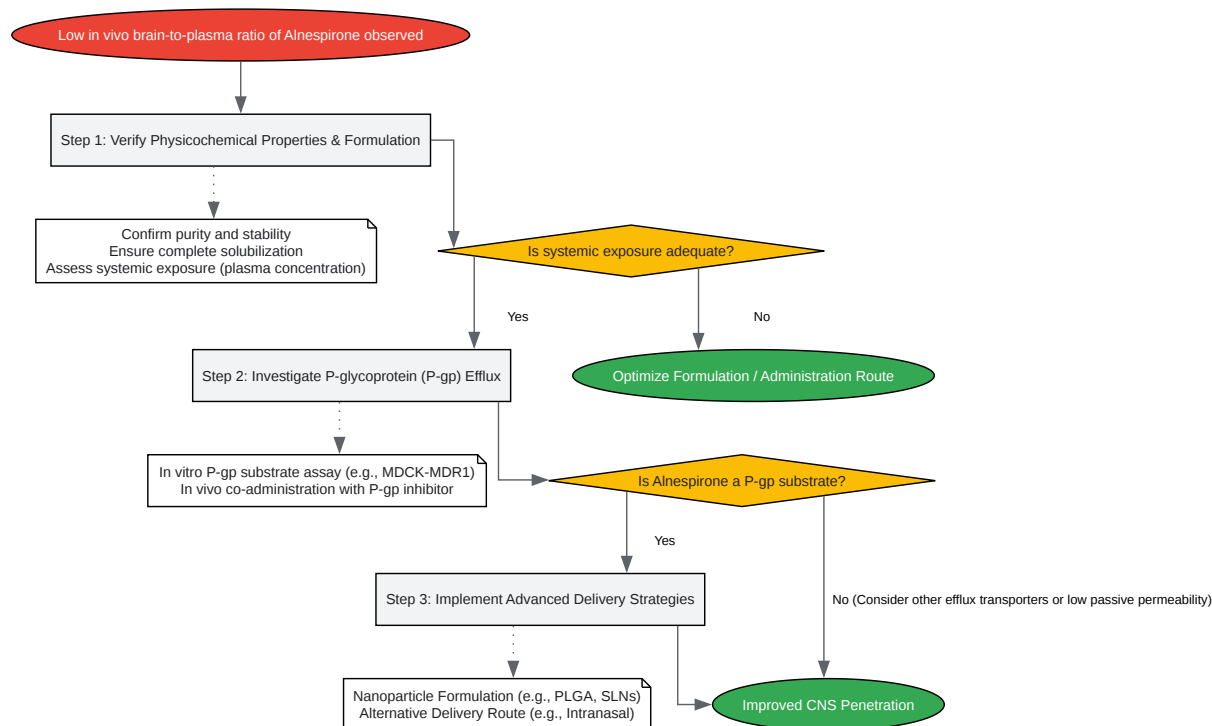 Low in vivo brain-to-plasma ratio of Alnespirone observed
Step 1: Verify Physicochemical Properties & Formulation
Confirm purity and stability
Ensure complete solubilization
Assess systemic exposure (plasma concentration)
Is systemic exposure adequate?
Yes
No
Step 2: Investigate P-glycoprotein (P-gp) Efflux
Optimize Formulation / Administration Route
In vitro P-gp substrate assay (e.g., MDCK-MDR1)
In vivo co-administration with P-gp inhibitor
Is Alnespirone a P-gp substrate?
Yes
Step 3: Implement Advanced Delivery Strategies
No (Consider other efflux transporters or low passive permeability)
Nanoparticle Formulation (e.g., PLGA, SLNs)
Alternative Delivery Route (e.g., Intranasal)
Improved CNS Penetration